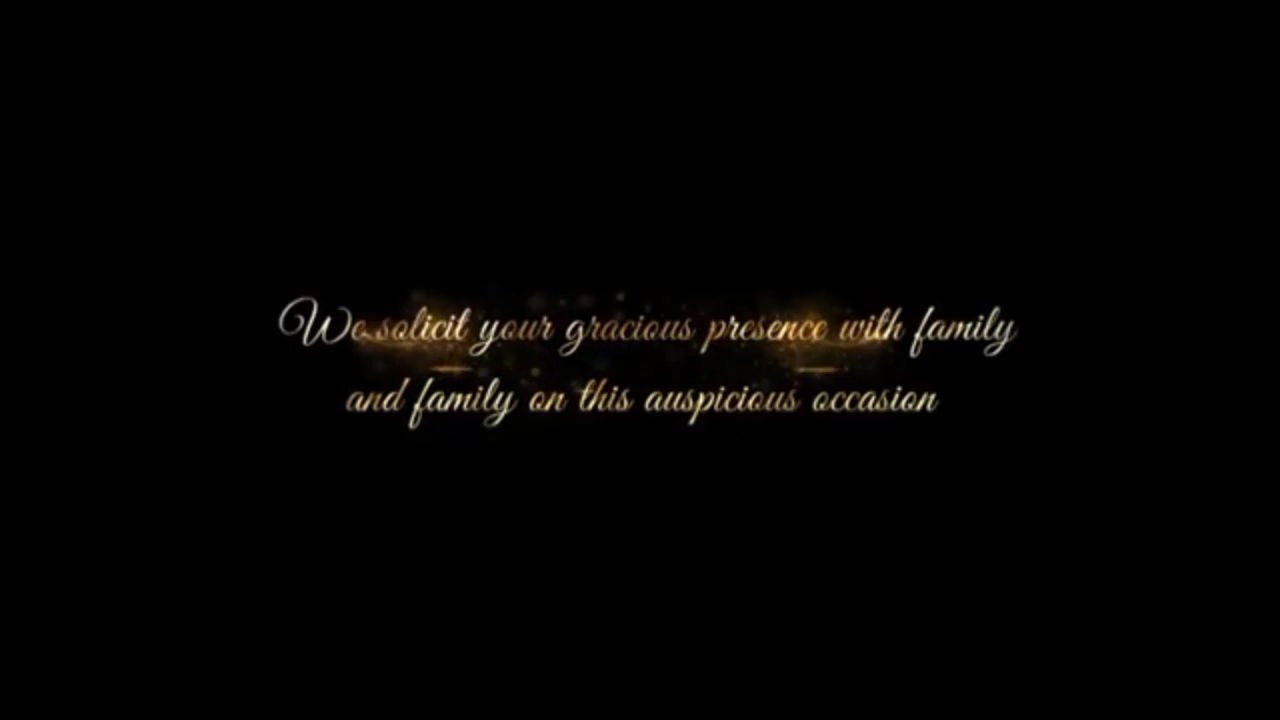 We solicit your gracious presence with family
and family on this auspicious occasion